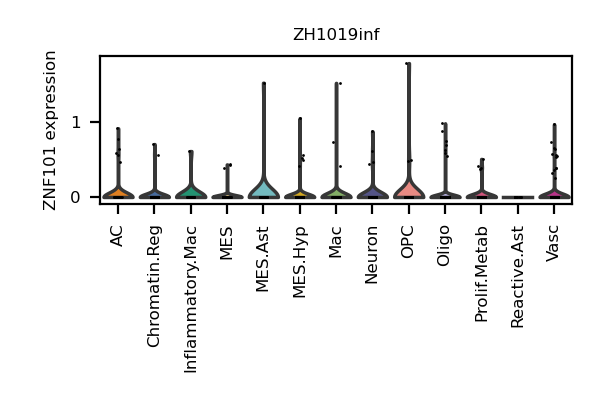 ZH1019inf
ZNF101 expression
1
0
AC
Chromatin.Reg
Inflammatory.Mac
MES
MES.Ast
MES.Hyp
Mac
Neuron
OPC
Oligo
Prolif.Metab
Reactive.Ast
Vasc